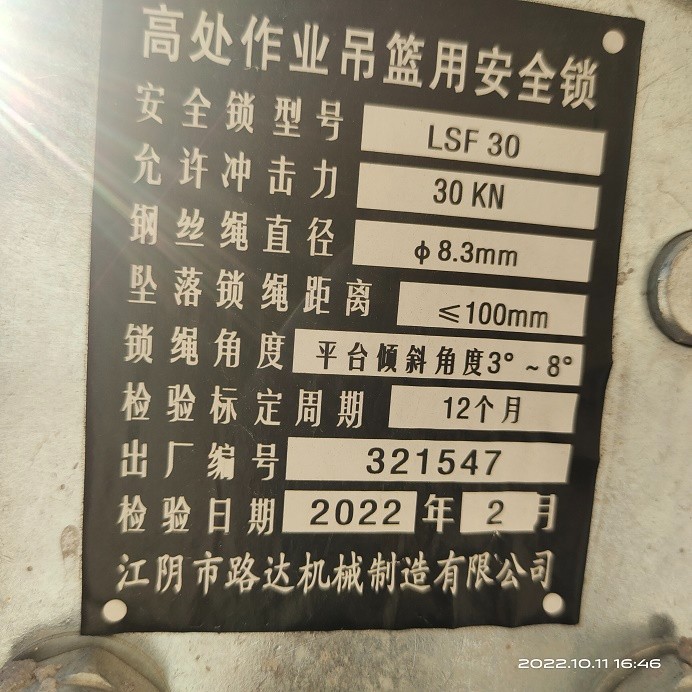 高处作业吊篮用安全锁
安全锁型号 LSF 30
允许冲击力 30 KN
钢丝绳直径 ϕ8.3mm
坠落锁绳距离 ≤100mm
锁绳角度 平台倾斜角度3°~8°
检验标定周期 12个月
出厂编号 321547
检验日期 2022 年 2 月
江阴市路达机械制造有限公司
2022.10.11 16:46